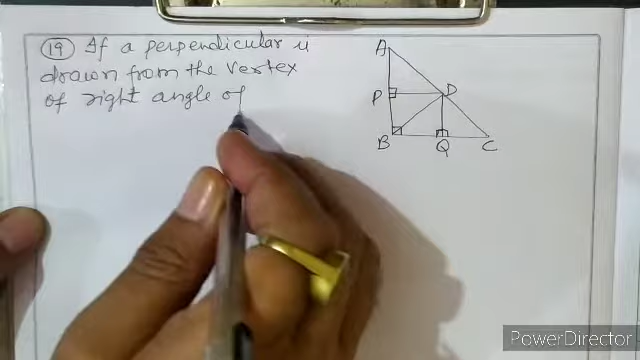 19 If a perpendicular is
drawn from the vertex
of right angle of
A
P
D
B
Q
C
PowerDirector